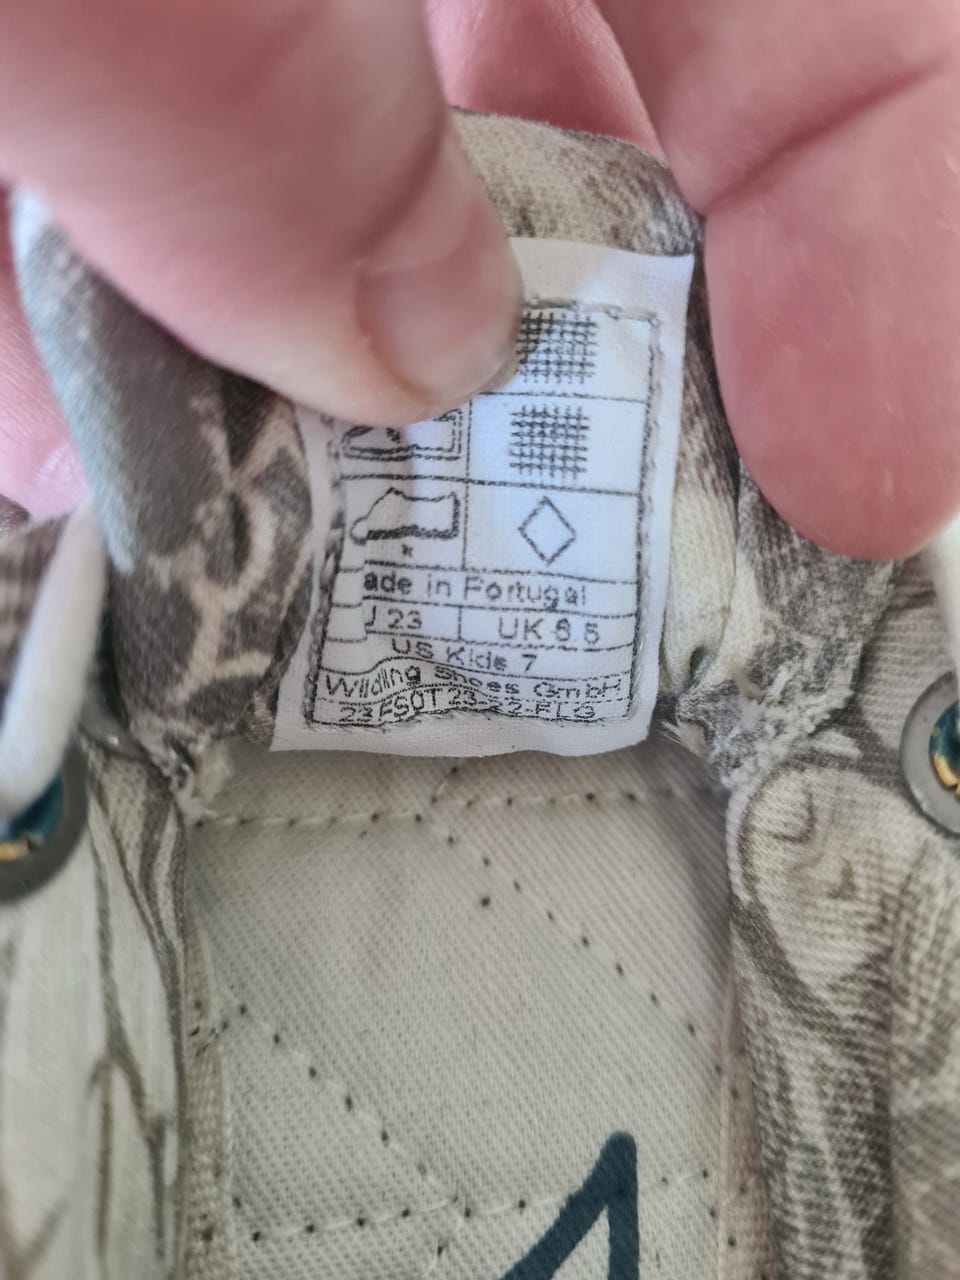 ade in Portugal
U 23 UK 6.5
US Kids 7
Wildling Shoes GmbH